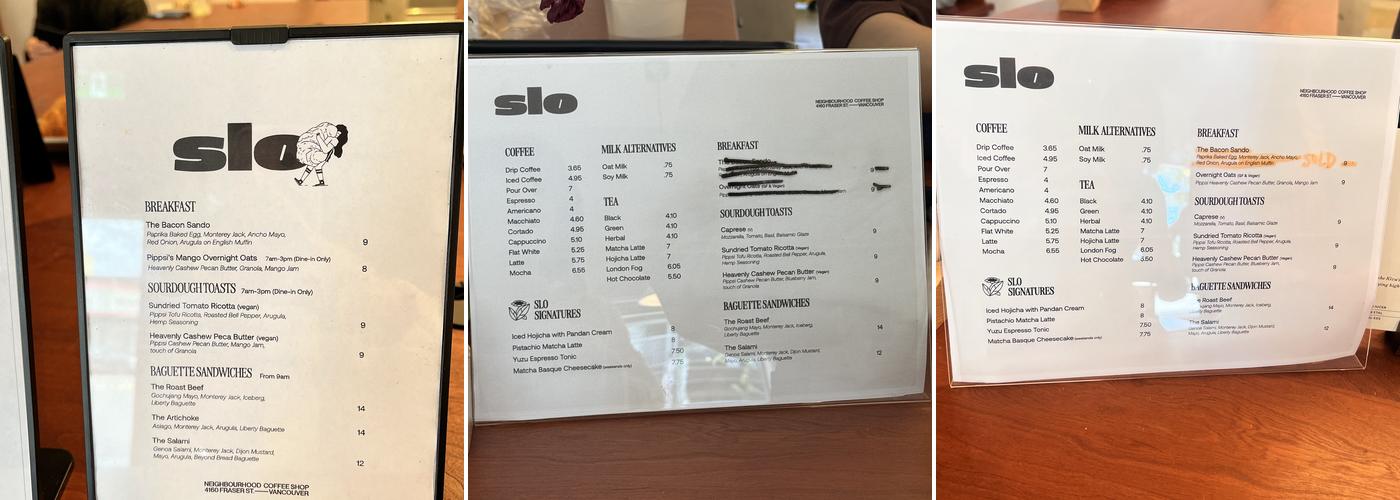 slo
BREAKFAST
The Bacon Sando
Paprika Baked Egg, Monterey Jack, Ancho Mayo,
Red Onion, Arugula on English Muffin 9
Pippsi's Mango Overnight Oats 7am-3pm (Dine-in Only)
Heavenly Cashew Pecan Butter, Granola, Mango Jam 8
SOURDOUGH TOASTS 7am-3pm (Dine-in Only)
Sundried Tomato Ricotta (vegan)
Pippsi Tofu Ricotta, Roasted Bell Pepper, Arugula,
Hemp Seasoning 9
Heavenly Cashew Peca Butter (vegan)
Pippsi Cashew Pecan Butter, Mango Jam,
touch of Granola 9
BAGUETTE SANDWICHES From 9am
The Roast Beef
Gochujang Mayo, Monterey Jack, Iceberg,
Liberty Baguette 14
The Artichoke
Asiago, Monterey Jack, Arugula, Liberty Baguette 14
The Salami
Genoa Salami, Monterey Jack, Dijon Mustard,
Mayo, Arugula, Beyond Bread Baguette 12
NEIGHBOURHOOD COFFEE SHOP
4160 FRASER ST.——VANCOUVER
slo
NEIGHBOURHOOD COFFEE SHOP
4160 FRASER ST.——VANCOUVER
COFFEE
Drip Coffee 3.65
Iced Coffee 4.95
Pour Over 7
Espresso 4
Americano 4
Macchiato 4.60
Cortado 4.95
Cappuccino 5.10
Flat White 5.25
Latte 5.75
Mocha 6.55
SLO
SIGNATURES
Iced Hojicha with Pandan Cream 8
Pistachio Matcha Latte 8
Yuzu Espresso Tonic 7.50
Matcha Basque Cheesecake (weekends only) 7.75
MILK ALTERNATIVES
Oat Milk .75
Soy Milk .75
TEA
Black 4.10
Green 4.10
Herbal 4.10
Matcha Latte 7
Hojicha Latte 7
London Fog 6.05
Hot Chocolate 5.50
BREAKFAST
Overnight Oats (GF & Vegan)
SOURDOUGH TOASTS
Caprese (V)
Mozzarella, Tomato, Basil, Balsamic Glaze 9
Sundried Tomato Ricotta (Vegan)
Pippsi Tofu Ricotta, Roasted Bell Pepper, Arugula, 9
Hemp Seasoning
Heavenly Cashew Pecan Butter (Vegan)
Pippsi Cashew Pecan Butter, Blueberry Jam, 9
touch of Granola
BAGUETTE SANDWICHES
The Roast Beef
Gochujang Mayo, Monterey Jack, Iceberg, 14
Liberty Baguette
The Salami
Genoa Salami, Monterey Jack, Dijon Mustard, 12
Mayo, Arugula, Liberty Baguette
slo
NEIGHBOURHOOD COFFEE SHOP
4160 FRASER ST.——VANCOUVER
COFFEE
Drip Coffee 3.65
Iced Coffee 4.95
Pour Over 7
Espresso 4
Americano 4
Macchiato 4.60
Cortado 4.95
Cappuccino 5.10
Flat White 5.25
Latte 5.75
Mocha 6.55
SLO
SIGNATURES
Iced Hojicha with Pandan Cream 8
Pistachio Matcha Latte 8
Yuzu Espresso Tonic 7.50
Matcha Basque Cheesecake (weekends only) 7.75
MILK ALTERNATIVES
Oat Milk .75
Soy Milk .75
TEA
Black 4.10
Green 4.10
Herbal 4.10
Matcha Latte 7
Hojicha Latte 7
London Fog 6.05
Hot Chocolate 5.50
BREAKFAST
The Bacon Sando
Paprika Baked Egg, Monterey Jack, Ancho Mayo,
Red Onion, Arugula on English Muffin SOLD 9
Overnight Oats (GF & Vegan)
Pippsi Heavenly Cashew Pecan Butter, Granola, Mango Jam 9
SOURDOUGH TOASTS
Caprese (V)
Mozzarella, Tomato, Basil, Balsamic Glaze 9
Sundried Tomato Ricotta (Vegan)
Pippsi Tofu Ricotta, Roasted Bell Pepper, Arugula, 9
Hemp Seasoning
Heavenly Cashew Pecan Butter (Vegan)
Pippsi Cashew Pecan Butter, Blueberry Jam, 9
touch of Granola
BAGUETTE SANDWICHES
The Roast Beef
Gochujang Mayo, Monterey Jack, Iceberg, 14
Liberty Baguette
The Salami
Genoa Salami, Monterey Jack, Dijon Mustard, 12
Mayo, Arugula, Liberty Baguette